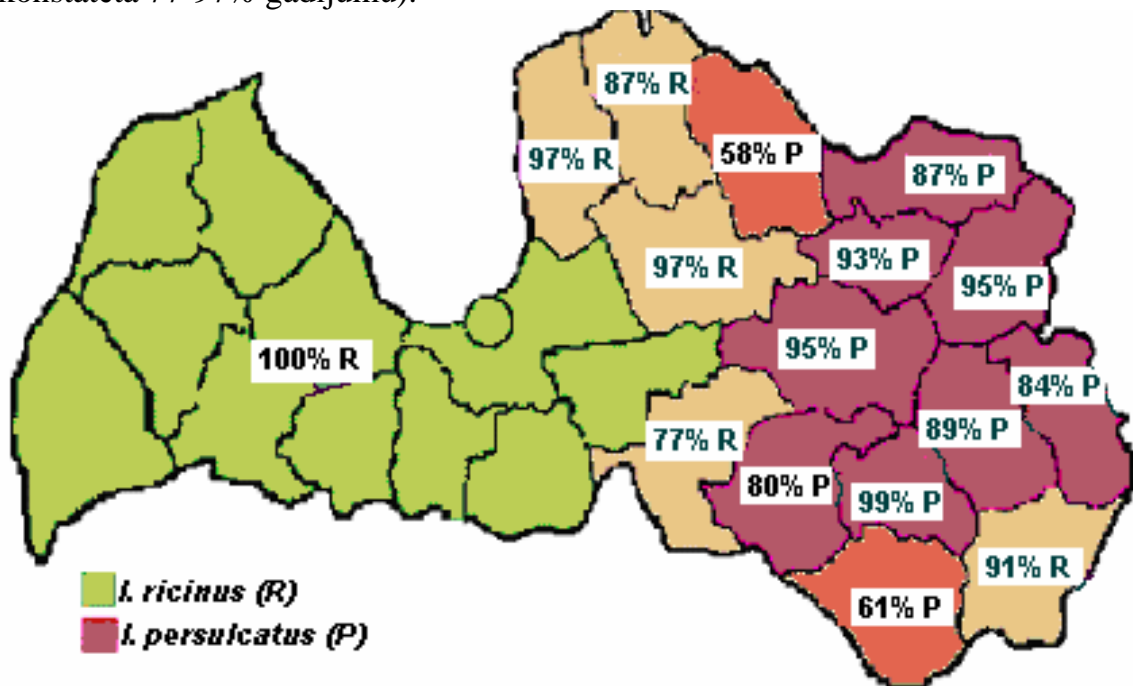 87% R
58% P
97% R
87% P
97% R
93% P
95% P
100% R
95% P
84% P
77% R
89% P
80% P
99% P
91% R
61% P
I. ricinus (R)
I. persulcatus (P)